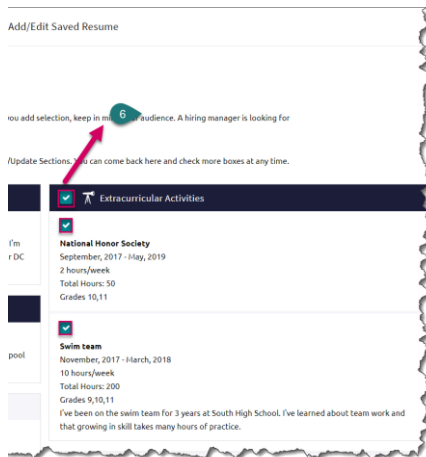 Add/Edit Saved Resume
you add selection, keep in audience. A hiring manager is looking for
6
/Update Sections. You can come back here and check more boxes at any time.
Extracurricular Activities
I'm
r DC
National Honor Society
September, 2017 - May, 2019
2 hours/week
Total Hours: 50
Grades 10,11
pool
Swim team
November, 2017 - March, 2018
10 hours/week
Total Hours: 200
Grades 9,10,11
I've been on the swim team for 3 years at South High School. I've learned about team work and
that growing in skill takes many hours of practice.